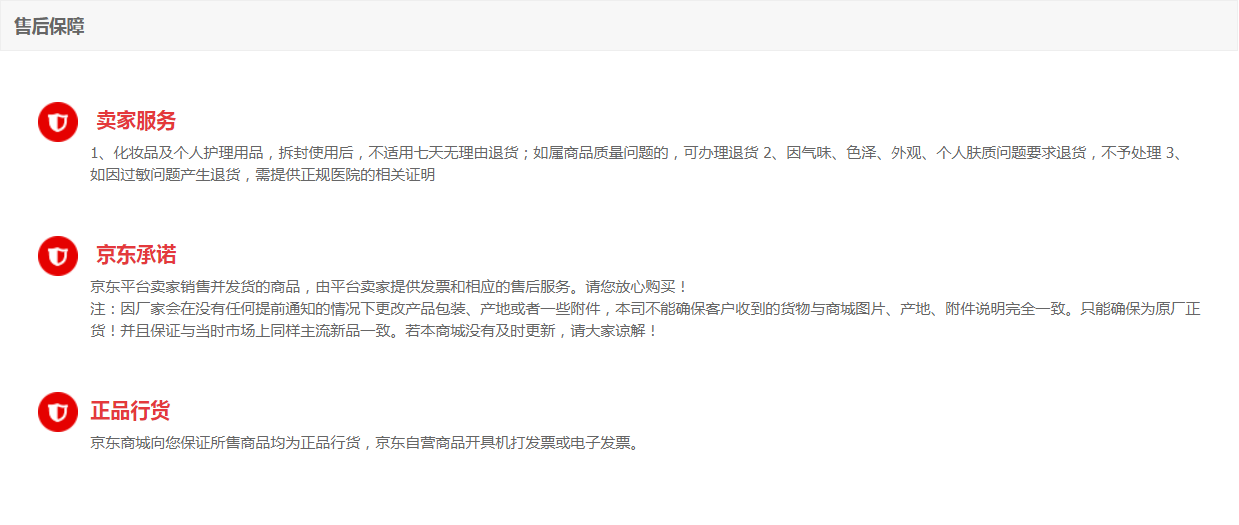 售后保障
卖家服务
1、化妆品及个人护理用品，拆封使用后，不适用七天无理由退货；如属商品质量问题的，可办理退货 2、因气味、色泽、外观、个人肤质问题要求退货，不予处理 3、
如因过敏问题产生退货，需提供正规医院的相关证明
京东承诺
京东平台卖家销售并发货的商品，由平台卖家提供发票和相应的售后服务。请您放心购买！
注：因厂家会在没有任何提前通知的情况下更改产品包装、产地或者一些附件，本司不能确保客户收到的货物与商城图片、产地、附件说明完全一致。只能确保为原厂正
货！并且保证与当时市场上同样主流新品一致。若本商城没有及时更新，请大家谅解！
正品行货
京东商城向您保证所售商品均为正品行货，京东自营商品开具机打发票或电子发票。